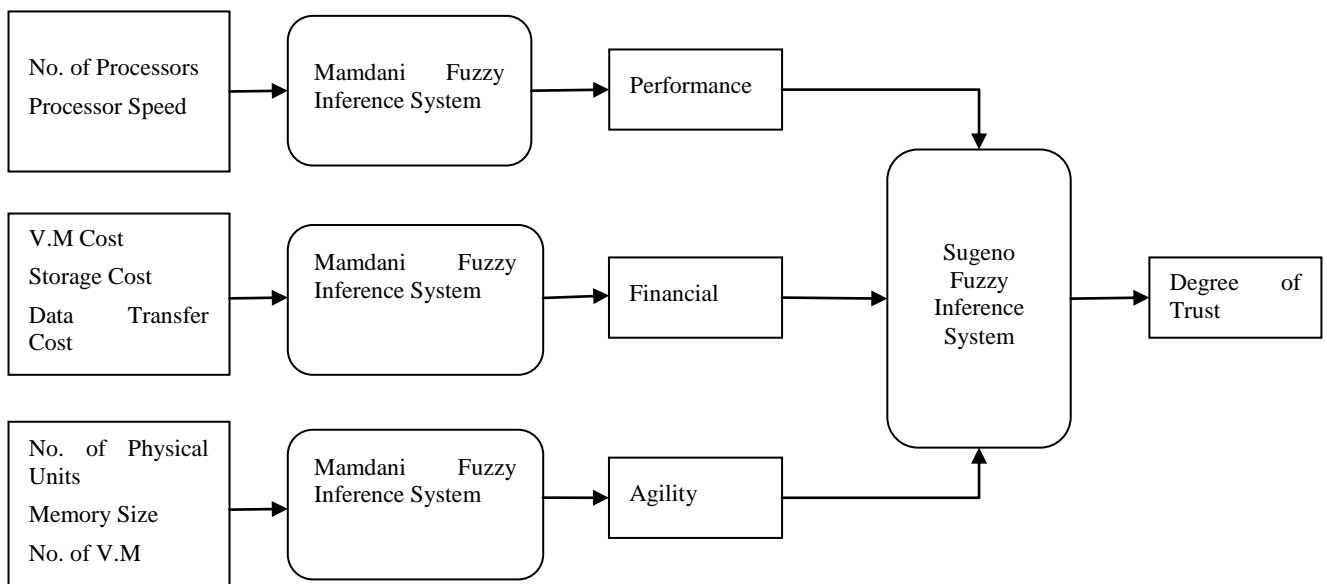 No. of Processors
Processor Speed
Mamdani Fuzzy
Inference System
Performance
V.M Cost
Storage Cost
Data Transfer
Cost
Mamdani Fuzzy
Inference System
Financial
Sugeno
Fuzzy
Inference
System
Degree of
Trust
No. of Physical
Units
Memory Size
No. of V.M
Mamdani Fuzzy
Inference System
Agility